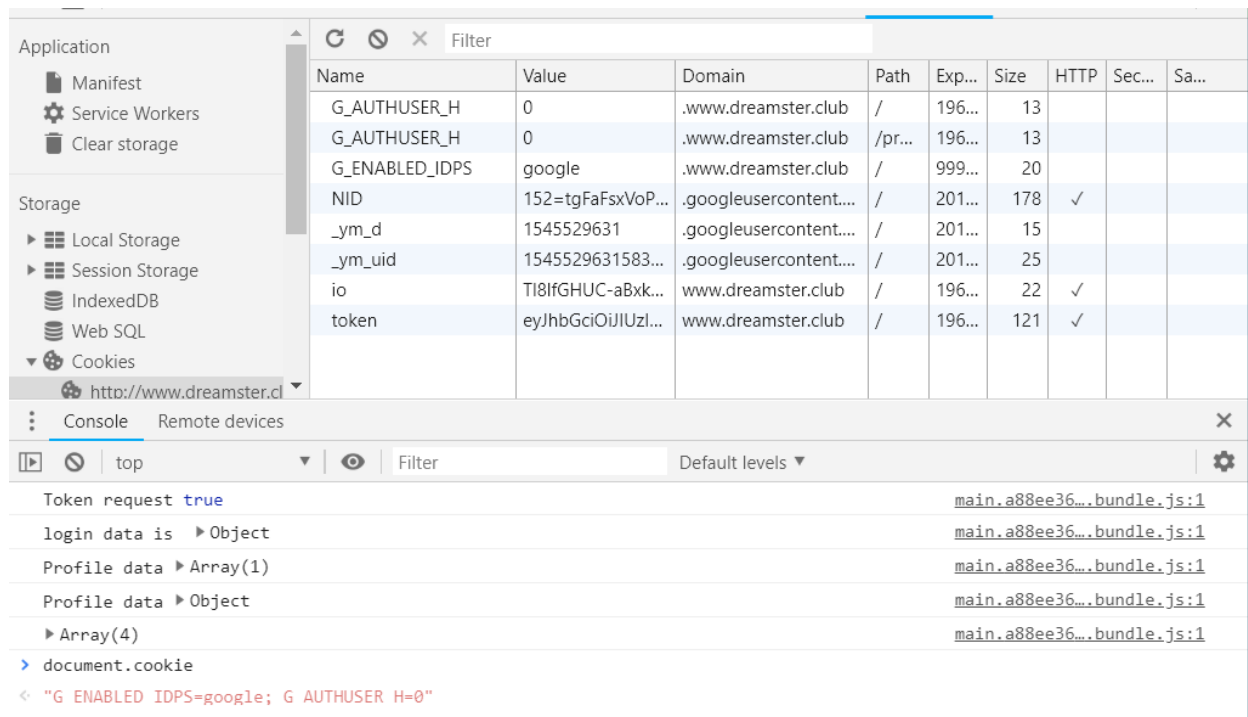 Application
Manifest
Service Workers
Clear storage
Storage
Local Storage
Session Storage
IndexedDB
Web SQL
Cookies
http://www.dreamster.cl
Filter
Name Value Domain Path Exp... Size HTTP Sec... Sa...
G_AUTHUSER_H 0 .www.dreamster.club / 196... 13
G_AUTHUSER_H 0 .www.dreamster.club /pr... 196... 13
G_ENABLED_IDPS google .www.dreamster.club / 999... 20
NID 152=tgFaFsxVoP... .googleusercontent.... / 201... 178 ✓
_ym_d 1545529631 .googleusercontent.... / 201... 15
_ym_uid 1545529631583... .googleusercontent.... / 201... 25
io TI8IfGHUC-aBxk... www.dreamster.club / 196... 22 ✓
token eyJhbGciOiJIUzI... www.dreamster.club / 196... 121 ✓
Console Remote devices
top Filter Default levels
Token request true main.a88ee36….bundle.js:1
login data is Object main.a88ee36….bundle.js:1
Profile data Array(1) main.a88ee36….bundle.js:1
Profile data Object main.a88ee36….bundle.js:1
Array(4) main.a88ee36….bundle.js:1
document.cookie
"G_ENABLED_IDPS=google; G_AUTHUSER_H=0"